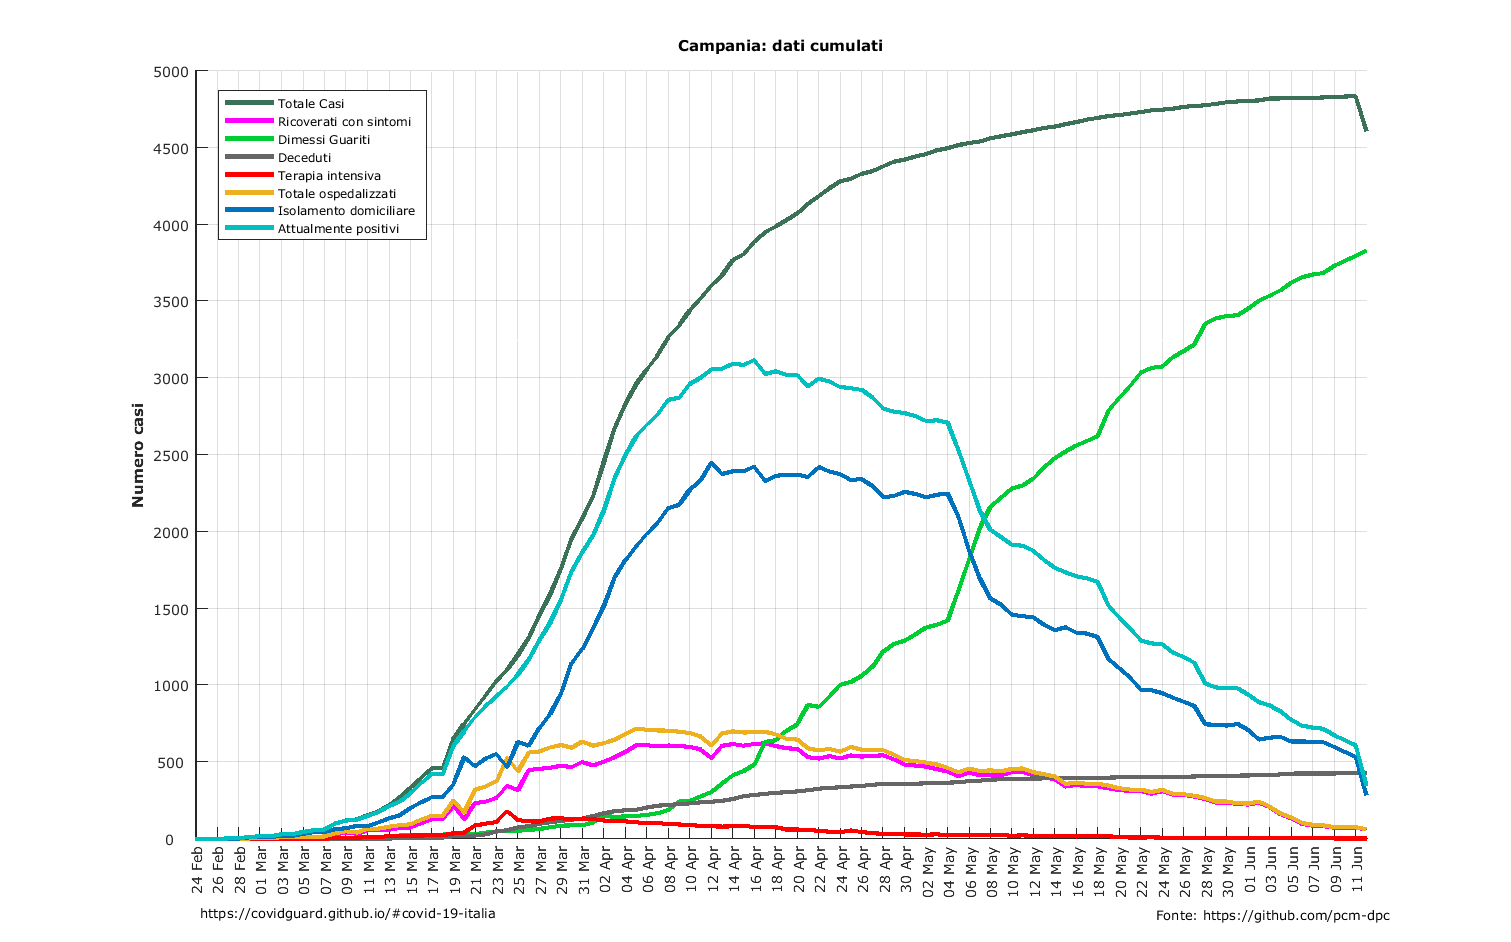 Campania: dati cumulati
Numero casi
5000
4500
4000
3500
3000
2500
2000
1500
1000
500
0
Totale Casi
Ricoverati con sintomi
Dimessi Guariti
Deceduti
Terapia intensiva
Totale ospedalizzati
Isolamento domiciliare
Attualmente positivi
24 Feb
26 Feb
28 Feb
01 Mar
03 Mar
05 Mar
07 Mar
09 Mar
11 Mar
13 Mar
15 Mar
17 Mar
19 Mar
21 Mar
23 Mar
25 Mar
27 Mar
29 Mar
31 Mar
02 Apr
04 Apr
06 Apr
08 Apr
10 Apr
12 Apr
14 Apr
16 Apr
18 Apr
20 Apr
22 Apr
24 Apr
26 Apr
28 Apr
30 Apr
02 May
04 May
06 May
08 May
10 May
12 May
14 May
16 May
18 May
20 May
22 May
24 May
26 May
28 May
30 May
01 Jun
03 Jun
05 Jun
07 Jun
09 Jun
11 Jun
https://covidguard.github.io/#covid-19-italia
Fonte: https://github.com/pcm-dpc